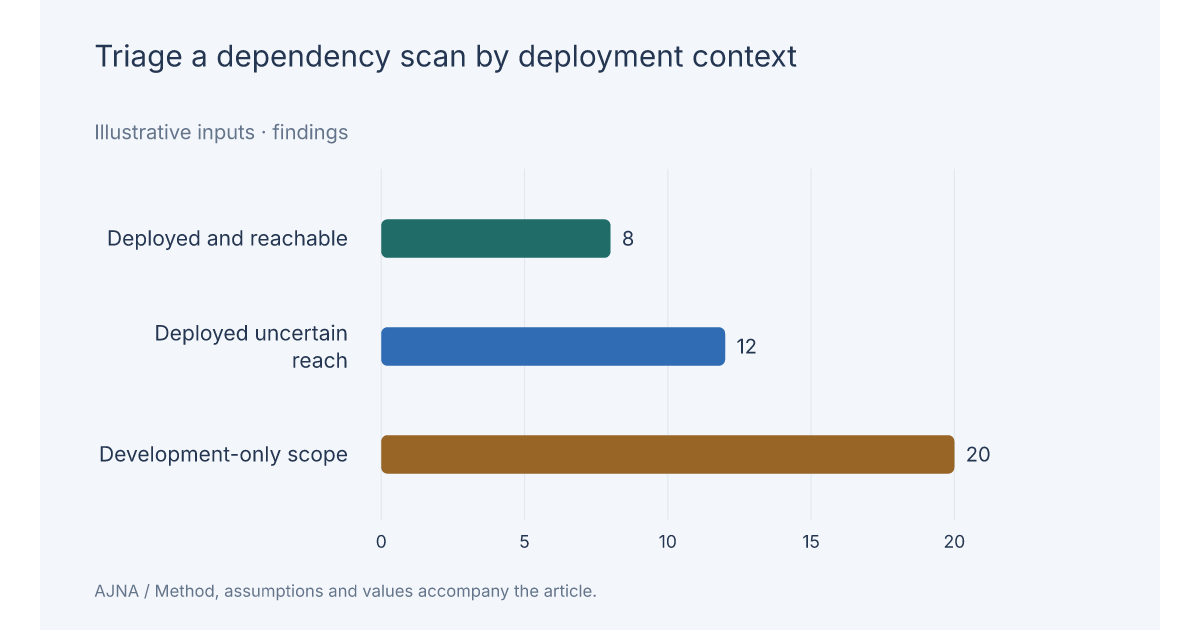 Triage a dependency scan by deployment context
Illustrative inputs · findings
Deployed and reachable
8
Deployed uncertain
reach
12
Development-only scope
20
0 5 10 15 20
AJNA / Method, assumptions and values accompany the article.